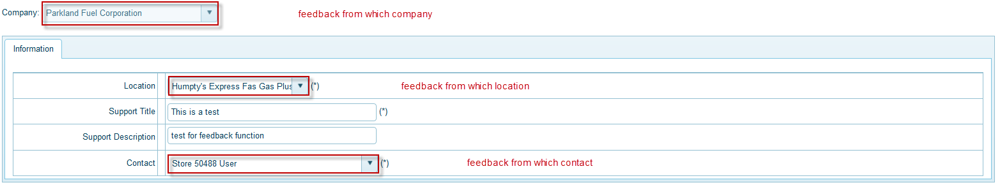 Company: Parkland Fuel Corporation feedback from which company
Information
Location Humpty's Express Fas Gas Plus (*) feedback from which location
Support Title This is a test (*)
Support Description test for feedback function
Contact Store 50488 User (*) feedback from which contact